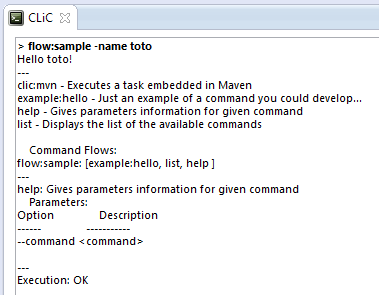 CLiC
> flow:sample -name toto
Hello toto!
---
clic:mvn - Executes a task embedded in Maven
example:hello - Just an example of a command you could develop...
help - Gives parameters information for given command
list - Displays the list of the available commands
Command Flows:
flow:sample: [example:hello, list, help ]
---
help: Gives parameters information for given command
Parameters:
Option Description
------ -----------
--command <command>
---
Execution: OK